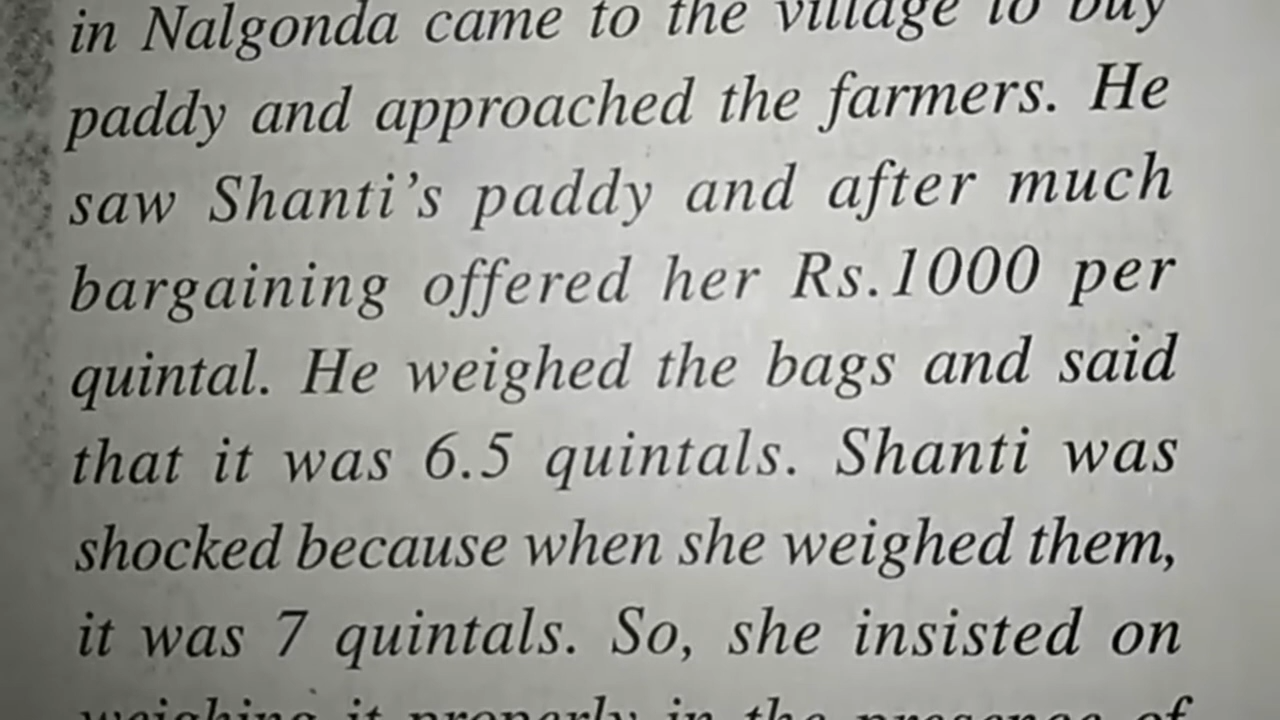 in Nalgonda came to the village to buy
paddy and approached the farmers. He
saw Shanti’s paddy and after much
bargaining offered her Rs.1000 per
quintal. He weighed the bags and said
that it was 6.5 quintals. Shanti was
shocked because when she weighed them,
it was 7 quintals. So, she insisted on
weighing it properly in the presence of